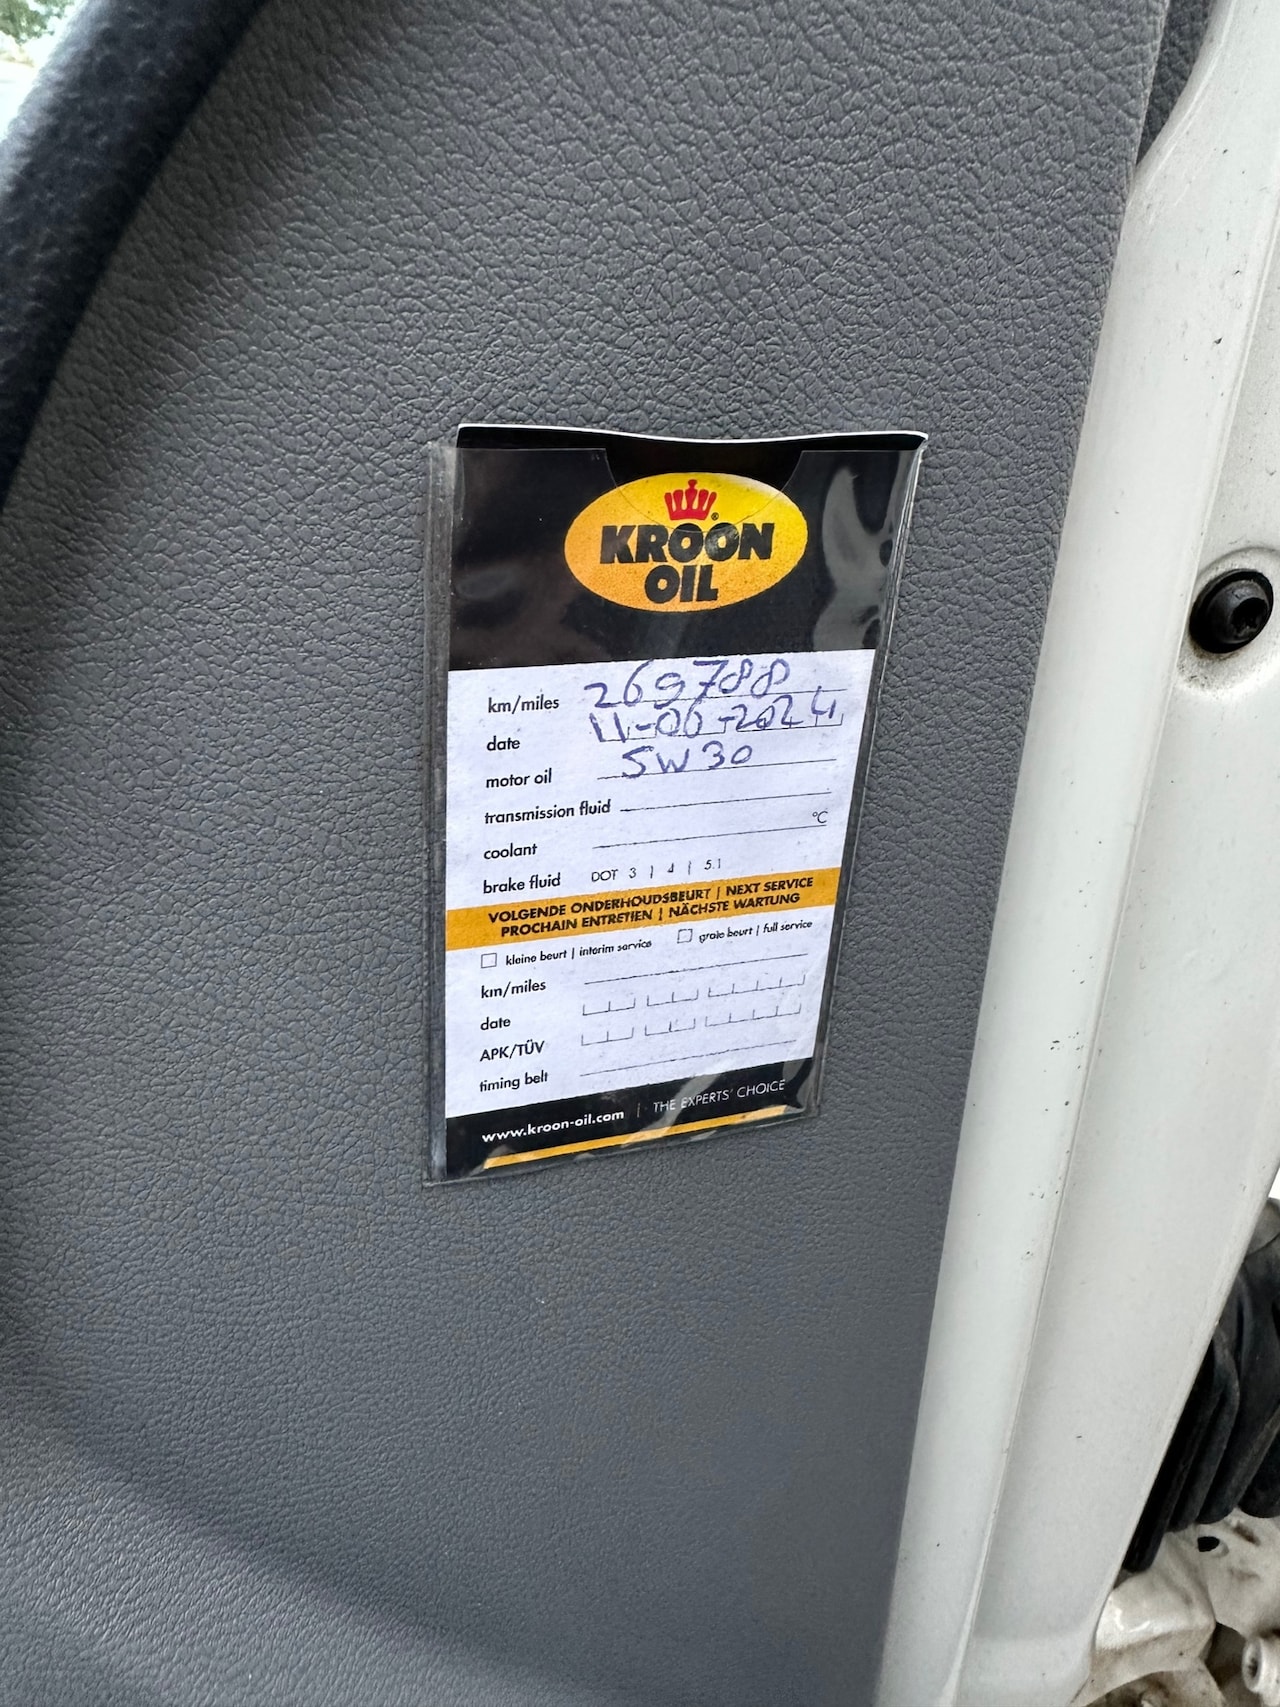 KROON
OIL
km/miles 269788
date 11-06-2024
motor oil 5W30
transmission fluid
coolant °C
brake fluid DOT 3 | 4 | 5.1
VOLGENDE ONDERHOUDSBEURT | NEXT SERVICE
PROCHAIN ENTRETIEN | NÄCHSTE WARTUNG
kleine beurt | interim service grote beurt | full service
km/miles
date
APK/TÜV
timing belt
www.kroon-oil.com | THE EXPERTS' CHOICE